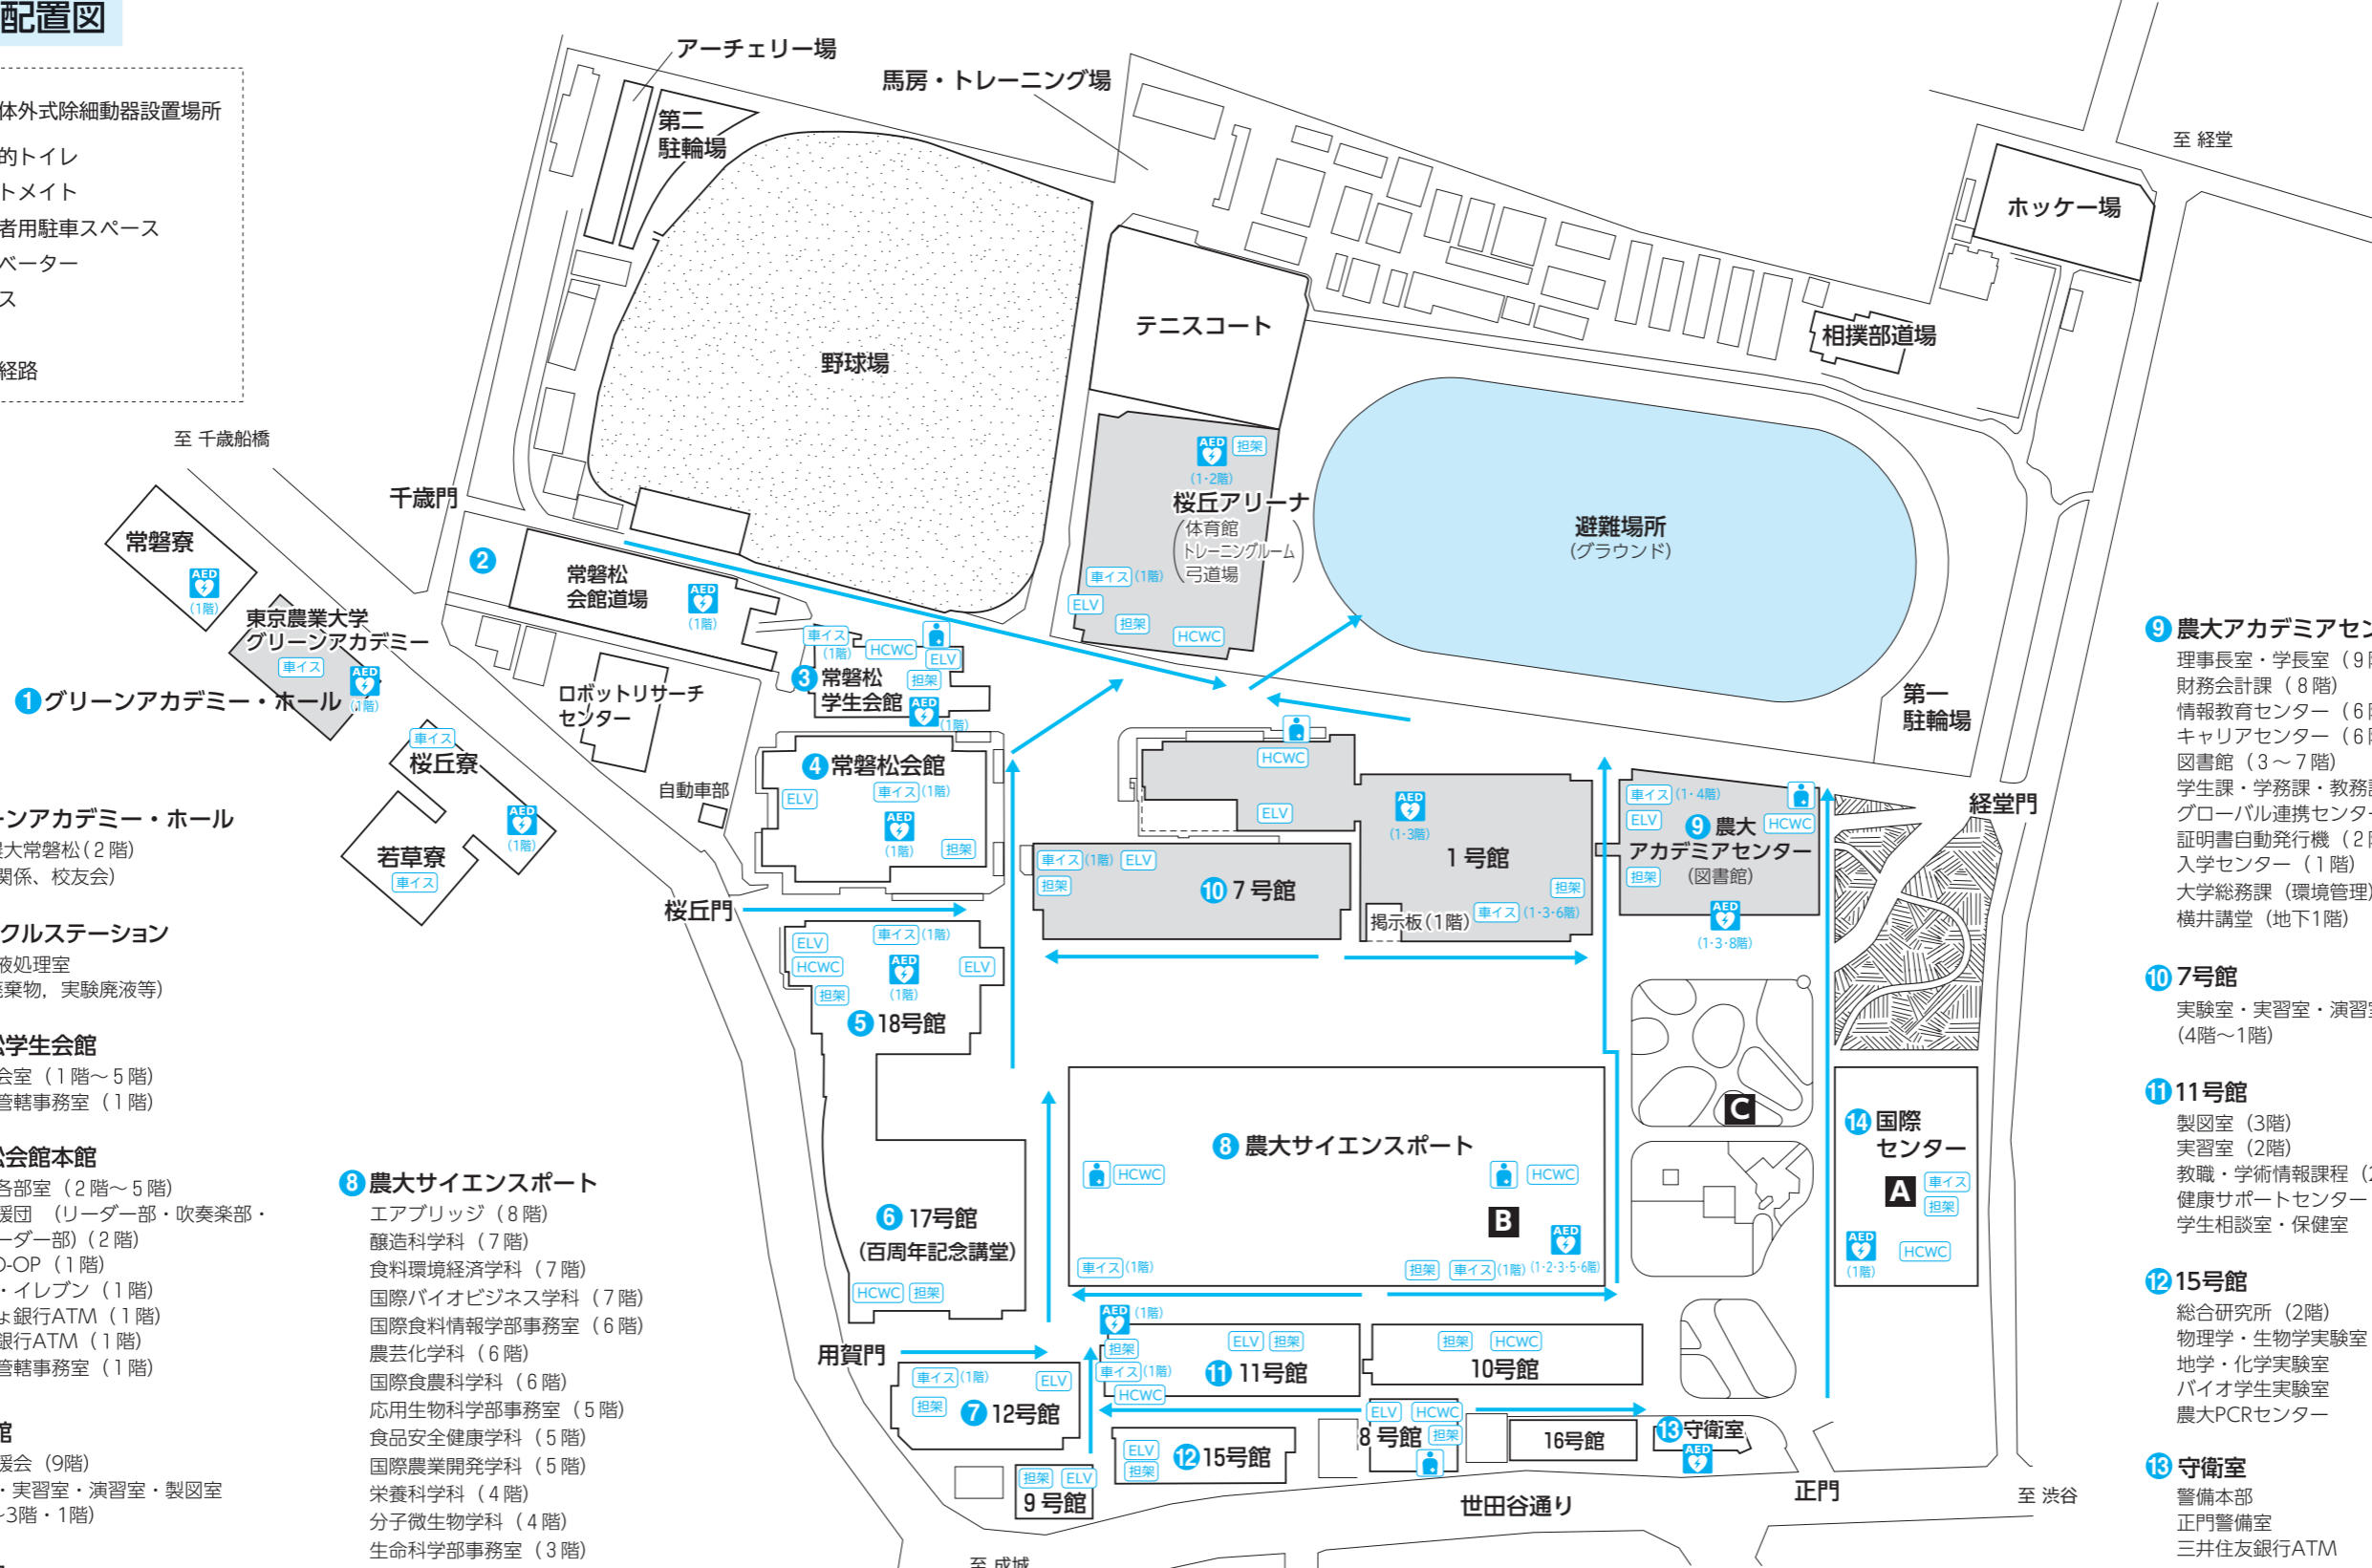 配置図
体外式除細動器設置場所
的トイレ
トメイト
者用駐車スペース
ベーター
ス
経路
アーチェリー場
第二
駐輪場
馬房・トレーニング場
至 経堂
ホッケー場
相撲部道場
テニスコート
野球場
至 千歳船橋
千歳門
常磐寮
AED
(1階)
東京農業大学
グリーンアカデミー
車イス
AED
(1階)
❶グリーンアカデミー・ホール
車イス
桜丘寮
AED
(1階)
若草寮
車イス
❷
常磐松
会館道場
AED
(1階)
ロボットリサーチ
センター
自動車部
車イス
(1階)
HCWC
ELV
❸常磐松
学生会館
担架
AED
(1階)
❹常磐松会館
ELV
車イス(1階)
AED
(1階)
担架
AED
担架
(1・2階)
桜丘アリーナ
(体育館
トレーニングルーム
弓道場)
車イス(1階)
ELV
担架
HCWC
避難場所
(グラウンド)
第一
駐輪場
経堂門
HCWC
ELV
AED
(1・3階)
1号館
担架
掲示板(1階)
車イス(1・3・6階)
車イス(1階) ELV
担架
❿7号館
車イス(1・4階)
ELV
❾農大
HCWC
アカデミアセンター
担架
(図書館)
AED
(1・3・8階)
桜丘門
ELV
車イス(1階)
HCWC
AED
ELV
担架
(1階)
❺18号館
❻17号館
(百周年記念講堂)
HCWC 担架
❽農大サイエンスポート
HCWC
HCWC
B
AED
車イス(1階)
担架 車イス(1階) (1・2・3・5・6階)
C
⓮国際
センター
A
車イス
担架
AED
(1階)
HCWC
用賀門
車イス(1階)
ELV
担架
❼12号館
AED (1階)
担架
車イス(1階)
HCWC
ELV 担架
⓫11号館
担架 HCWC
10号館
ELV
担架
⓬15号館
ELV HCWC
8号館 担架
16号館
⓭守衛室
AED
担架 ELV
9号館
正門
世田谷通り
至 渋谷
至 成城
ーンアカデミー・ホール
農大常磐松(2階)
関係、校友会)
クルステーション
液処理室
廃棄物, 実験廃液等)
松学生会館
会室(1階～5階)
管轄事務室(1階)
松会館本館
各部室(2階～5階)
援団 (リーダー部・吹奏楽部・
ーダー部)(2階)
O-OP(1階)
・イレブン(1階)
ょ銀行ATM(1階)
銀行ATM(1階)
管轄事務室(1階)
館
援会(9階)
・実習室・演習室・製図室
～3階・1階)
❽農大サイエンスポート
エアブリッジ(8階)
醸造科学科(7階)
食料環境経済学科(7階)
国際バイオビジネス学科(7階)
国際食料情報学部事務室(6階)
農芸化学科(6階)
国際食農科学科(6階)
応用生物科学部事務室(5階)
食品安全健康学科(5階)
国際農業開発学科(5階)
栄養科学科(4階)
分子微生物学科(4階)
生命科学部事務室(3階)
❾農大アカデミアセン
理事長室・学長室(9階
財務会計課(8階)
情報教育センター(6階
キャリアセンター(6階
図書館(3～7階)
学生課・学務課・教務課
グローバル連携センター
証明書自動発行機(2階
入学センター(1階)
大学総務課(環境管理)
横井講堂(地下1階)
❿7号館
実験室・実習室・演習室
(4階～1階)
⓫11号館
製図室(3階)
実習室(2階)
教職・学術情報課程(2
健康サポートセンター
学生相談室・保健室
⓬15号館
総合研究所(2階)
物理学・生物学実験室
地学・化学実験室
バイオ学生実験室
農大PCRセンター
⓭守衛室
警備本部
正門警備室
三井住友銀行ATM